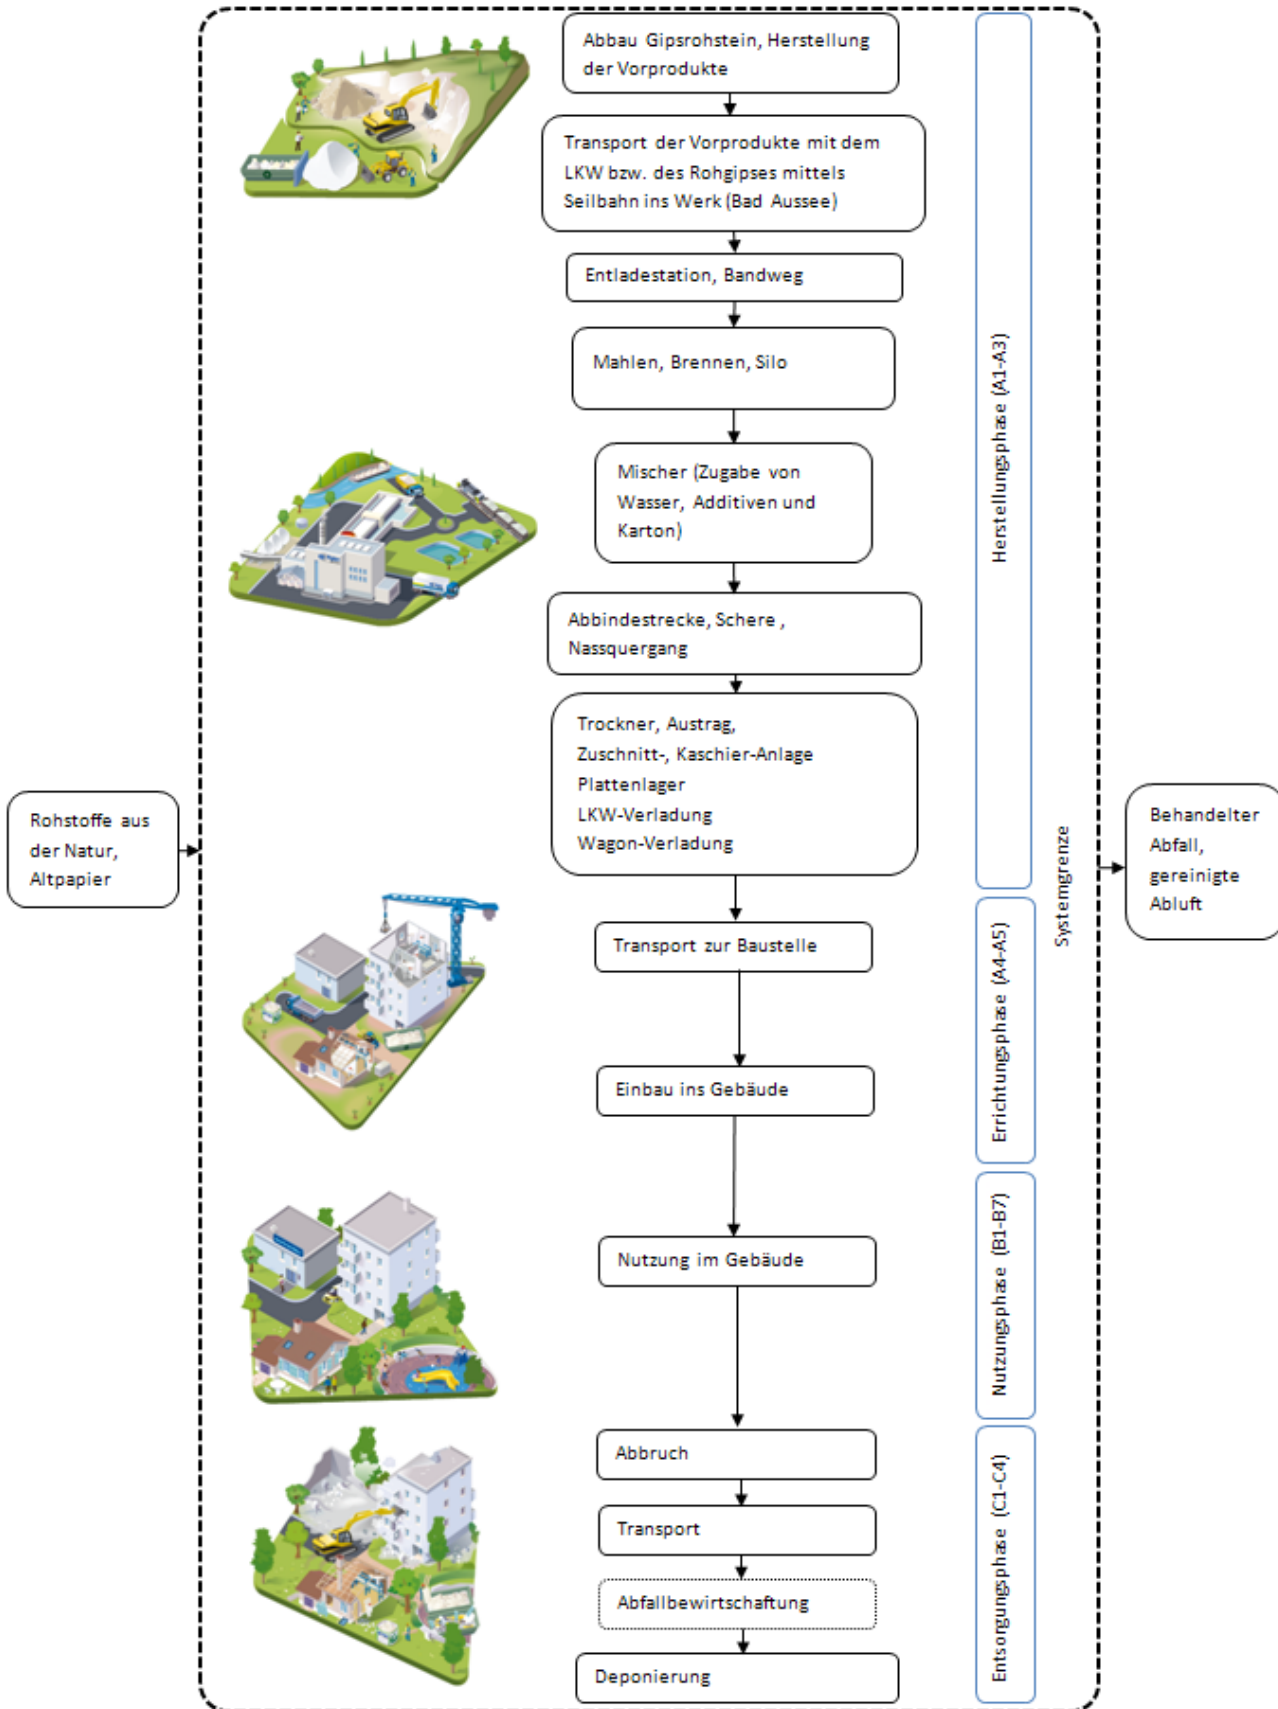 Abbau Gipsrohstein, Herstellung
der Vorprodukte
Transport der Vorprodukte mit dem
LKW bzw. des Rohgipses mittels
Seilbahn ins Werk (Bad Aussee)
Entladestation, Bandweg
Mahlen, Brennen, Silo
Mischer (Zugabe von
Wasser, Additiven und
Karton)
Abbindestrecke, Schere ,
Nassquergang
Trockner, Austrag,
Zuschnitt-, Kaschier-Anlage
Plattenlager
LKW-Verladung
Wagon-Verladung
Herstellungsphase (A1-A3)
Rohstoffe aus
der Natur,
Altpapier
Systemgrenze
Behandelter
Abfall,
gereinigte
Abluft
Transport zur Baustelle
Einbau ins Gebäude
Errichtungsphase (A4-A5)
Nutzung im Gebäude
Nutzungsphase (B1-B7)
Abbruch
Transport
Abfallbewirtschaftung
Deponierung
Entsorgungsphase (C1-C4)